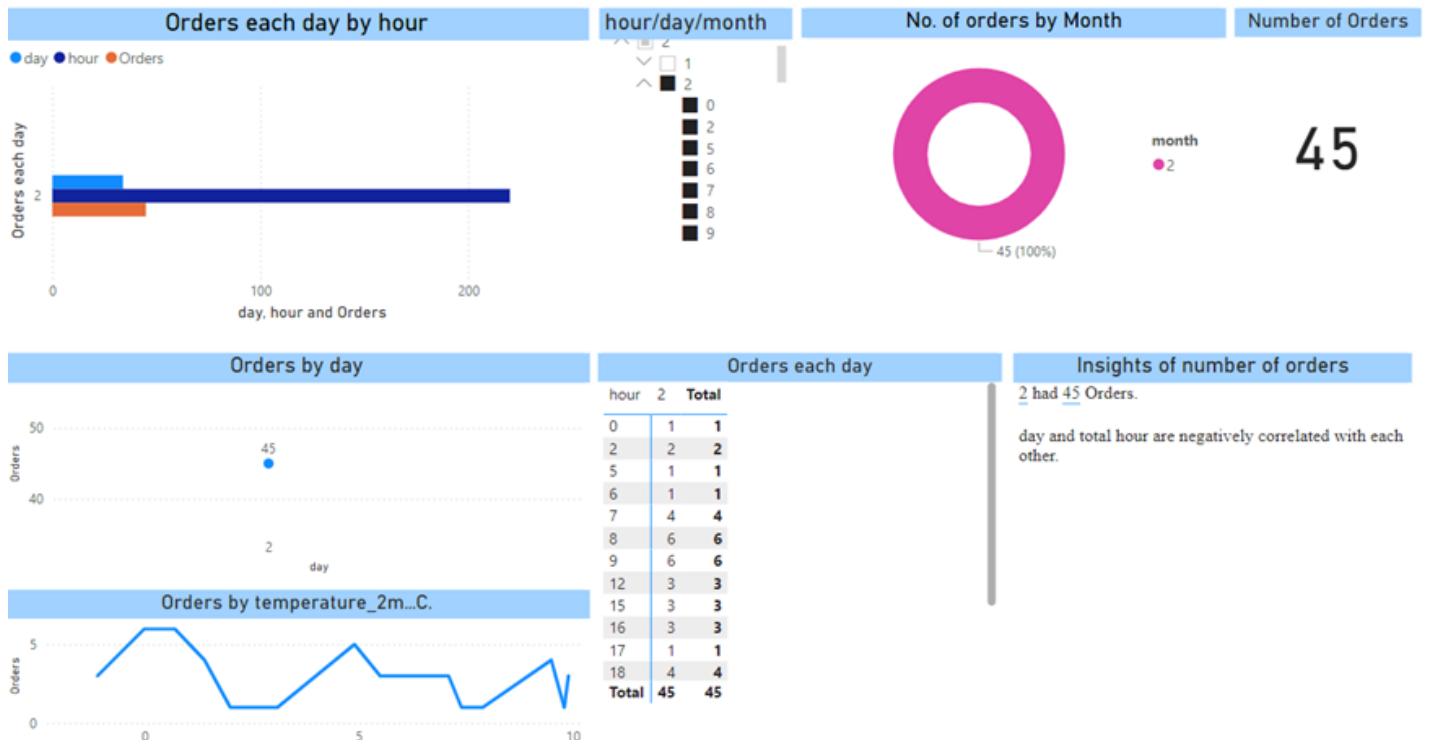 Orders each day by hour
day hour Orders
Orders each day
2
0 100 200
day, hour and Orders
hour/day/month
2
1
2
0
2
5
6
7
8
9
No. of orders by Month
month
2
45 (100%)
Number of Orders
45
Orders by day
50
45
Orders
40
2
day
Orders by temperature_2m...C.
5
Orders
0
0 5 10
Orders each day
hour 2 Total
0 1 1
2 2 2
5 1 1
6 1 1
7 4 4
8 6 6
9 6 6
12 3 3
15 3 3
16 3 3
17 1 1
18 4 4
Total 45 45
Insights of number of orders
2 had 45 Orders.
day and total hour are negatively correlated with each
other.